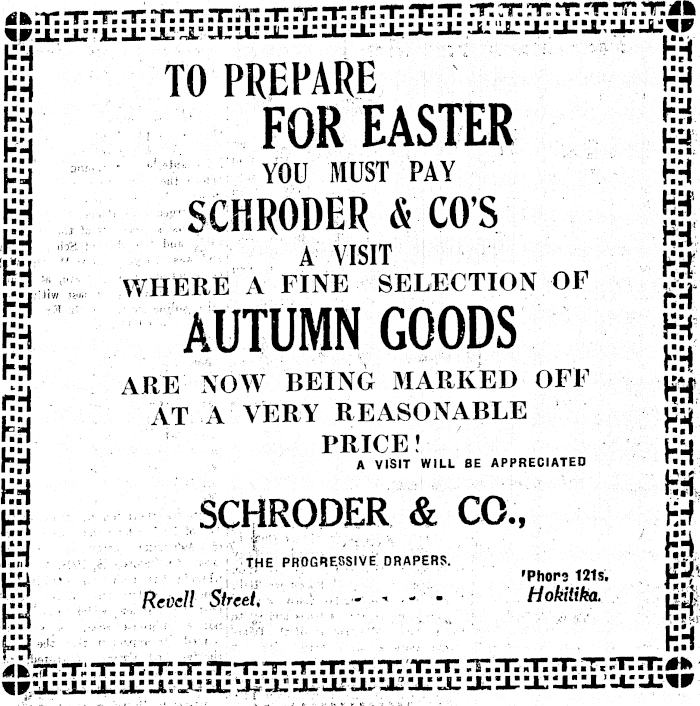 TO PREPARE
FOR EASTER
YOU MUST PAY
SCHRODER & CO'S
A VISIT
WHERE A FINE SELECTION OF
AUTUMN GOODS
ARE NOW BEING MARKED OFF
AT A VERY REASONABLE
PRICE!
A VISIT WILL BE APPRECIATED
SCHRODER & CO.,
THE PROGRESSIVE DRAPERS.
'Phone 121s.
Revell Street. - - - - Hokitika.